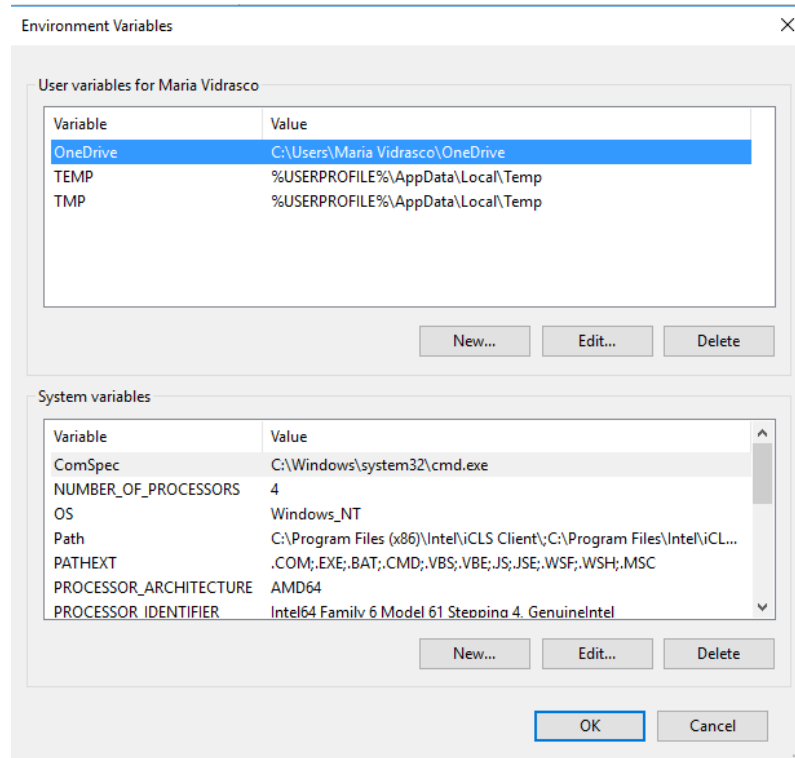 Environment Variables
User variables for Maria Vidrasco
Variable Value
OneDrive C:\Users\Maria Vidrasco\OneDrive
TEMP %USERPROFILE%\AppData\Local\Temp
TMP %USERPROFILE%\AppData\Local\Temp
New... Edit... Delete
System variables
Variable Value
ComSpec C:\Windows\system32\cmd.exe
NUMBER_OF_PROCESSORS 4
OS Windows_NT
Path C:\Program Files (x86)\Intel\iCLS Client\;C:\Program Files\Intel\iCL...
PATHEXT .COM;.EXE;.BAT;.CMD;.VBS;.VBE;.JS;.JSE;.WSF;.WSH;.MSC
PROCESSOR_ARCHITECTURE AMD64
PROCESSOR_IDENTIFIER Intel64 Family 6 Model 61 Stepping 4, GenuineIntel
New... Edit... Delete
OK Cancel